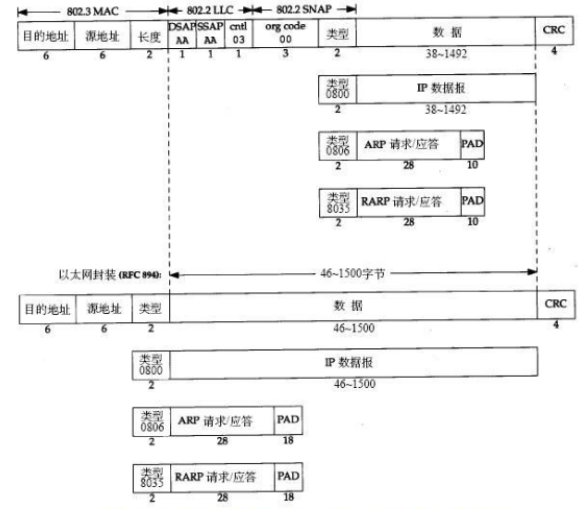 802.3 MAC 802.2 LLC 802.2 SNAP
目的地址 源地址 长度 DSAP AA SSAP AA cntl 03 org code 00 类型 数 据 CRC
6 6 2 1 1 1 3 2 38~1492 4
类型 0800 IP 数据报
2 38~1492
类型 0806 ARP 请求/应答 PAD
2 28 10
类型 8035 RARP 请求/应答 PAD
2 28 10
以太网封装 (RFC 894): 46~1500字节
目的地址 源地址 类型 数 据 CRC
6 6 2 46~1500 4
类型 0800 IP 数据报
2 46~1500
类型 0806 ARP 请求/应答 PAD
2 28 18
类型 8035 RARP 请求/应答 PAD
2 28 18